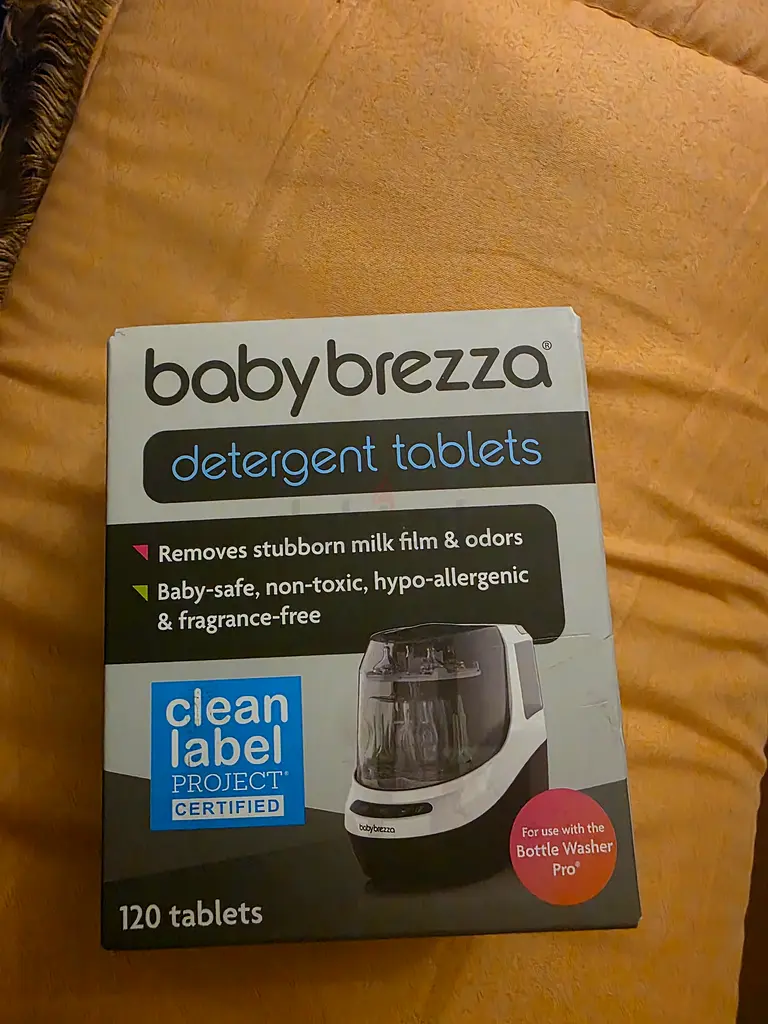 babybrezza®
detergent tablets
Removes stubborn milk film & odors
Baby-safe, non-toxic, hypo-allergenic
& fragrance-free
clean
label
PROJECT®
CERTIFIED
babybrezza
For use with the
Bottle Washer
Pro®
120 tablets